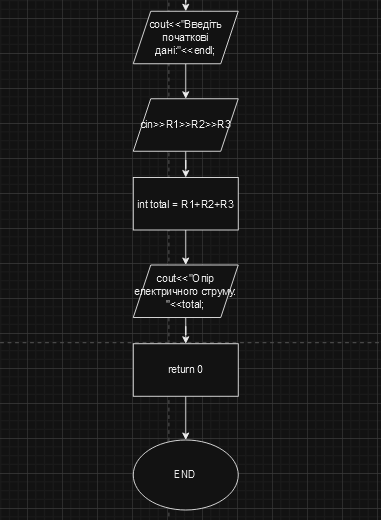 cout<<"Введіть
початкові
дані:"<<endl;
cin>>R1>>R2>>R3
int total = R1+R2+R3
cout<<"Опір
електричного струму:
"<<total;
return 0
END